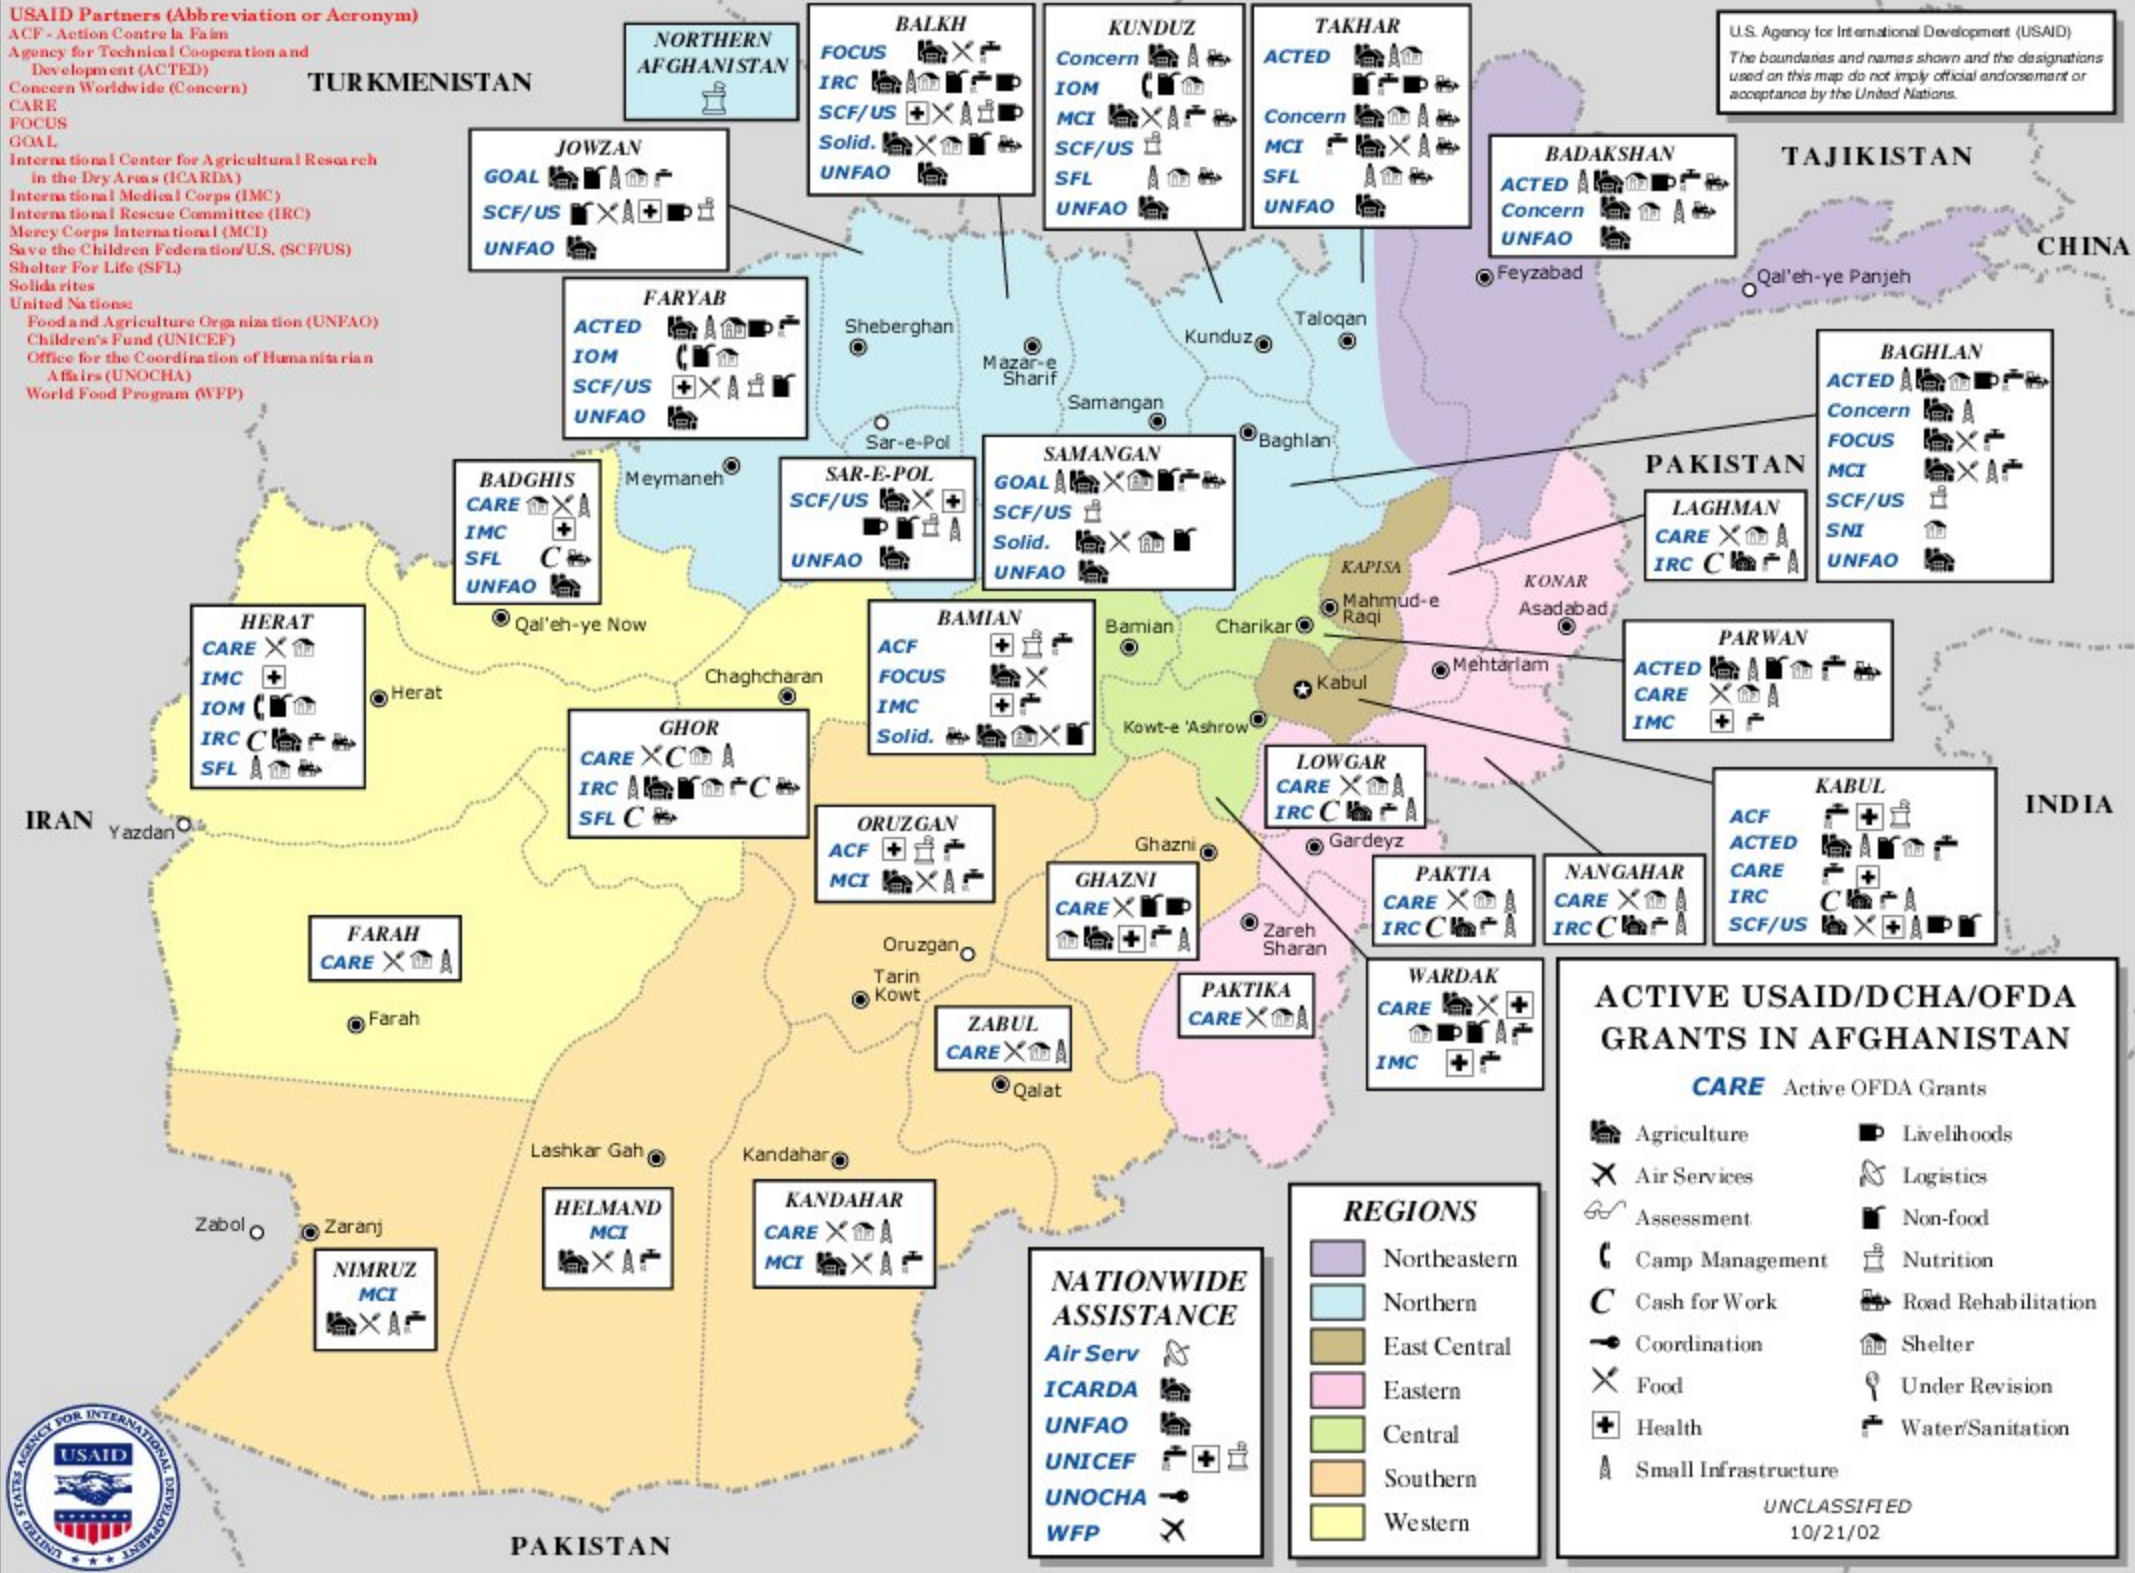 USAID Partners (Abbreviation or Acronym)
ACF - Action Contre la Faim
Agency for Technical Cooperation and
Development (ACTED)
Concern Worldwide (Concern)
CARE
FOCUS
GOAL
International Center for Agricultural Research
in the Dry Areas (ICARDA)
International Medical Corps (IMC)
International Rescue Committee (IRC)
Mercy Corps International (MCI)
Save the Children Federation/U.S. (SCF/US)
Shelter For Life (SFL)
Solidarites
United Nations:
Food and Agriculture Organization (UNFAO)
Children's Fund (UNICEF)
Office for the Coordination of Humanitarian
Affairs (UNOCHA)
World Food Program (WFP)
TURKMENISTAN
NORTHERN
AFGHANISTAN
BALKH
FOCUS
IRC
SCF/US
Solid.
UNFAO
KUNDUZ
Concern
IOM
MCI
SCF/US
SFL
UNFAO
TAKHAR
ACTED
Concern
MCI
SFL
UNFAO
U.S. Agency for International Development (USAID)
The boundaries and names shown and the designations
used on this map do not imply official endorsement or
acceptance by the United Nations.
JOWZAN
GOAL
SCF/US
UNFAO
BADAKSHAN
ACTED
Concern
UNFAO
TAJIKISTAN
CHINA
Feyzabad
Qal'eh-ye Panjeh
FARYAB
ACTED
IOM
SCF/US
UNFAO
Sheberghan
Mazar-e
Sharif
Kunduz
Taloqan
Samangan
Sar-e-Pol
Baghlan
Meymaneh
BAGHLAN
ACTED
Concern
FOCUS
MCI
SCF/US
SNI
UNFAO
BADGHIS
CARE
IMC
SFL
UNFAO
SAR-E-POL
SCF/US
UNFAO
SAMANGAN
GOAL
SCF/US
Solid.
UNFAO
PAKISTAN
LAGHMAN
CARE
IRC C
KAPISA
KONAR
Mahmud-e
Raqi
Asadabad
HERAT
CARE
IMC
IOM
IRC C
SFL
Qal'eh-ye Now
Herat
Chaghcharan
BAMIAN
ACF
FOCUS
IMC
Solid.
Bamian
Charikar
Kabul
Mehtarlam
Kowt-e 'Ashrow
PARWAN
ACTED
CARE
IMC
GHOR
CARE C
IRC C
SFL C
LOWGAR
CARE
IRC C
KABUL
ACF
ACTED
CARE
IRC C
SCF/US
IRAN
Yazdan
INDIA
ORUZGAN
ACF
MCI
Ghazni
Gardeyz
GHAZNI
CARE
PAKTIA
CARE
IRC C
NANGAHAR
CARE
IRC C
FARAH
CARE
Farah
Oruzgan
Tarin
Kowt
Zareh
Sharan
PAKTIKA
CARE
WARDAK
CARE
IMC
ZABUL
CARE
Qalat
Lashkar Gah
Kandahar
HELMAND
MCI
KANDAHAR
CARE
MCI
Zabol
Zaranj
NIMRUZ
MCI
PAKISTAN
NATIONWIDE
ASSISTANCE
Air Serv
ICARDA
UNFAO
UNICEF
UNOCHA
WFP
REGIONS
Northeastern
Northern
East Central
Eastern
Central
Southern
Western
ACTIVE USAID/DCHA/OFDA
GRANTS IN AFGHANISTAN
CARE Active OFDA Grants
Agriculture
Air Services
Assessment
Camp Management
C Cash for Work
Coordination
Food
Health
Small Infrastructure
Livelihoods
Logistics
Non-food
Nutrition
Road Rehabilitation
Shelter
Under Revision
Water/Sanitation
UNCLASSIFIED
10/21/02
UNITED STATES AGENCY FOR INTERNATIONAL DEVELOPMENT
USAID